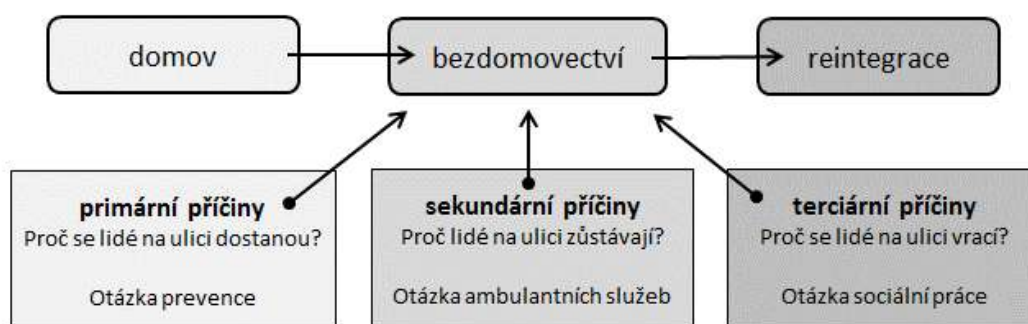 domov
bezdomovectví
reintegrace
primární příčiny
Proč se lidé na ulici dostanou?
Otázka prevence
sekundární příčiny
Proč lidé na ulici zůstávají?
Otázka ambulantních služeb
terciární příčiny
Proč se lidé na ulici vrací?
Otázka sociální práce